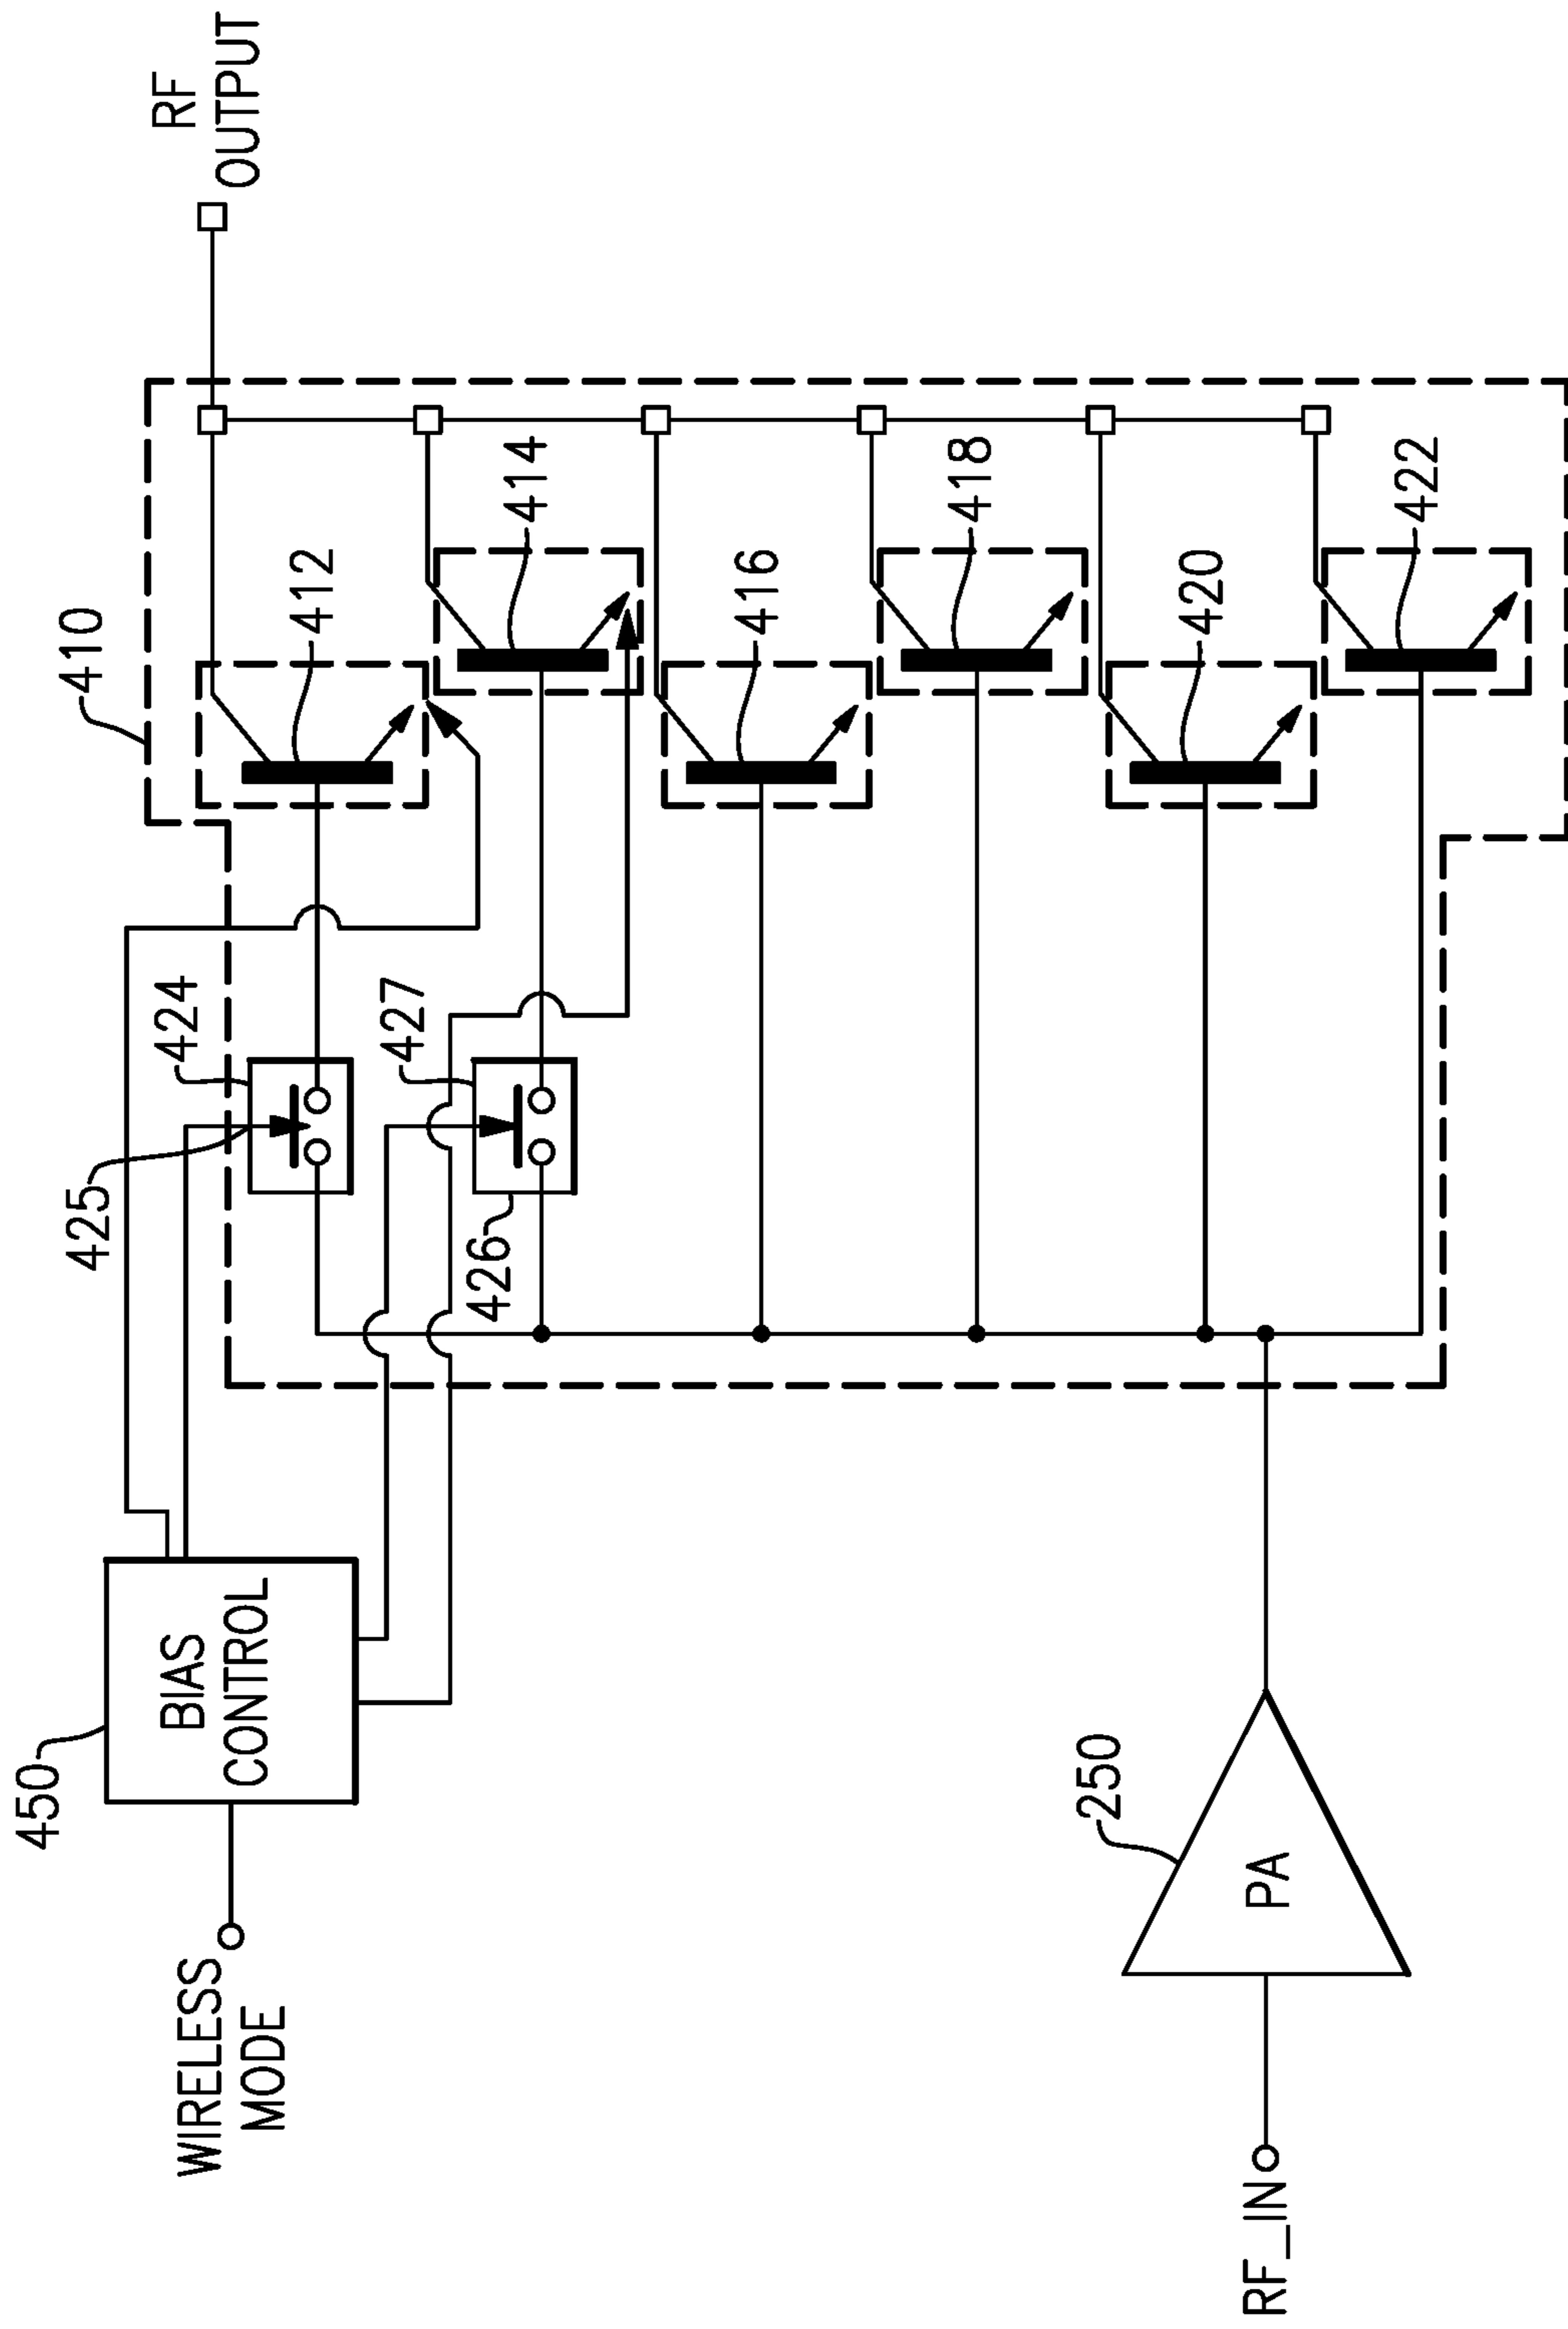 450
BIAS
CONTROL
WIRELESS
MODE
425
424
427
426
410
412
414
416
418
420
422
RF
OUTPUT
250
PA
RF_IN